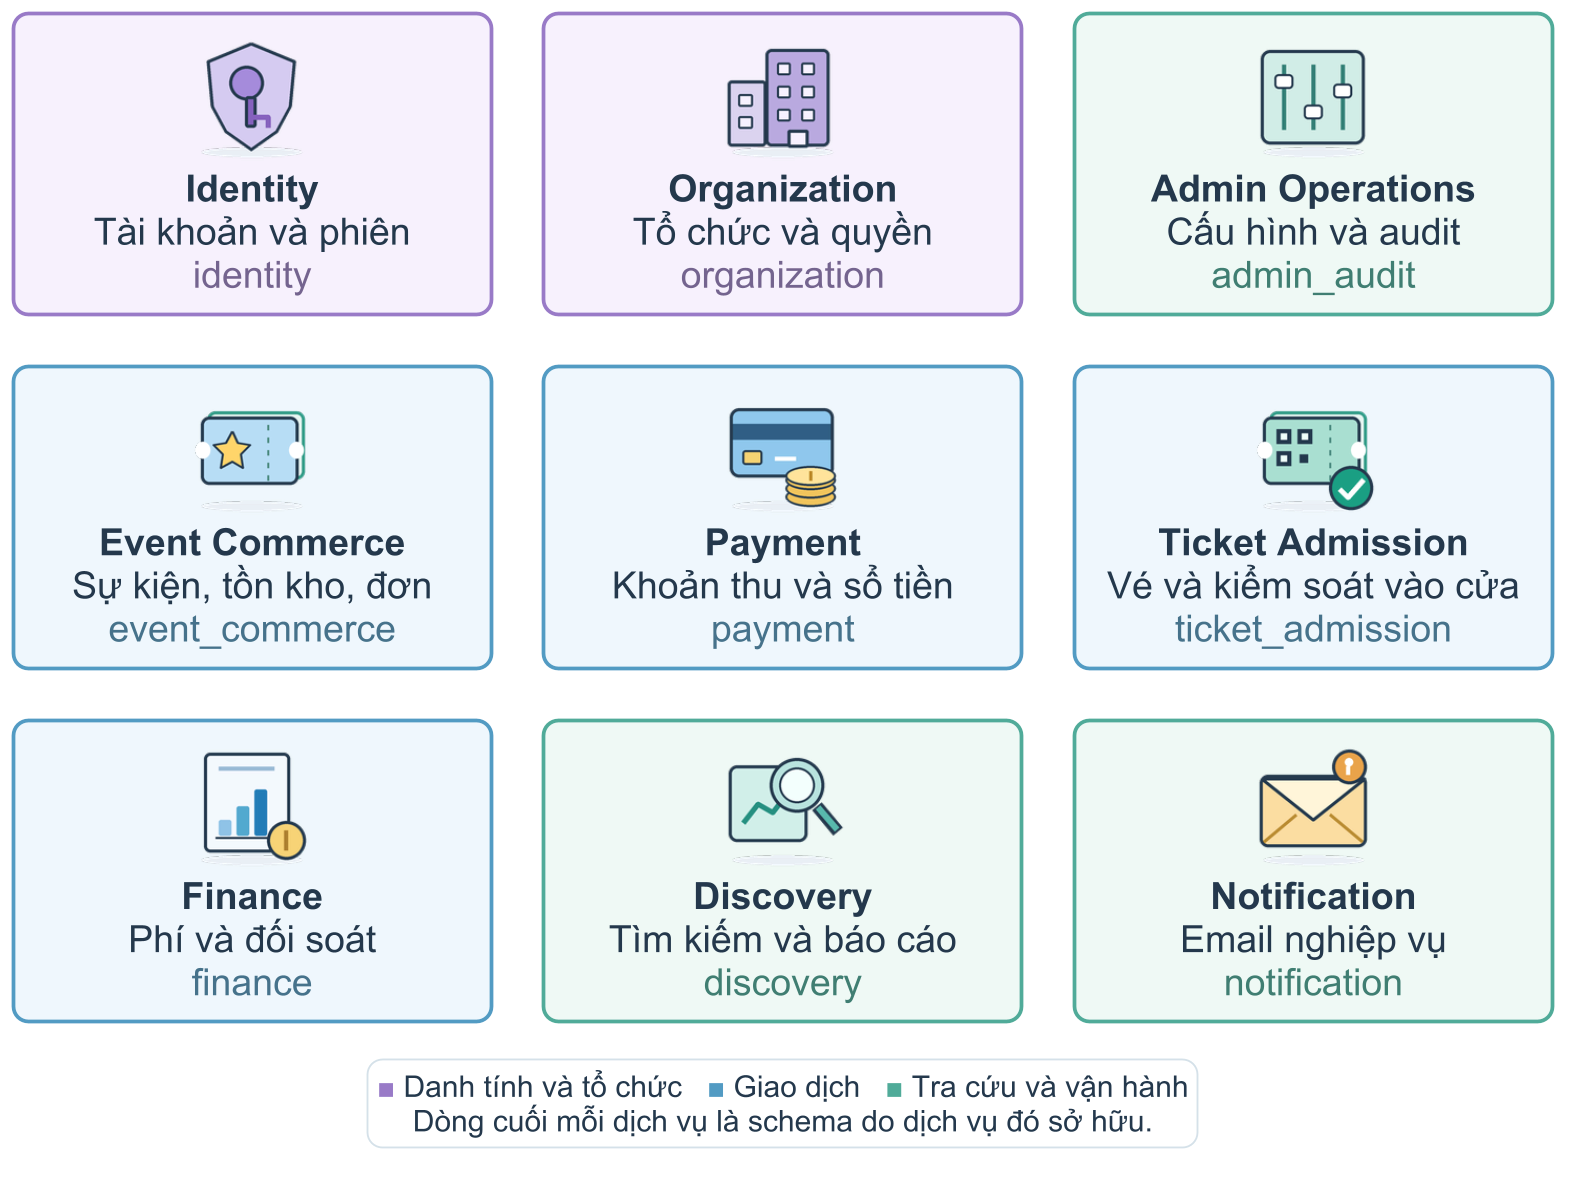 Identity
Tài khoản và phiên
identity
Organization
Tổ chức và quyền
organization
Admin Operations
Cấu hình và audit
admin_audit
Event Commerce
Sự kiện, tồn kho, đơn
event_commerce
Payment
Khoản thu và sổ tiền
payment
Ticket Admission
Vé và kiểm soát vào cửa
ticket_admission
Finance
Phí và đối soát
finance
Discovery
Tìm kiếm và báo cáo
discovery
Notification
Email nghiệp vụ
notification
Danh tính và tổ chức Giao dịch Tra cứu và vận hành
Dòng cuối mỗi dịch vụ là schema do dịch vụ đó sở hữu.